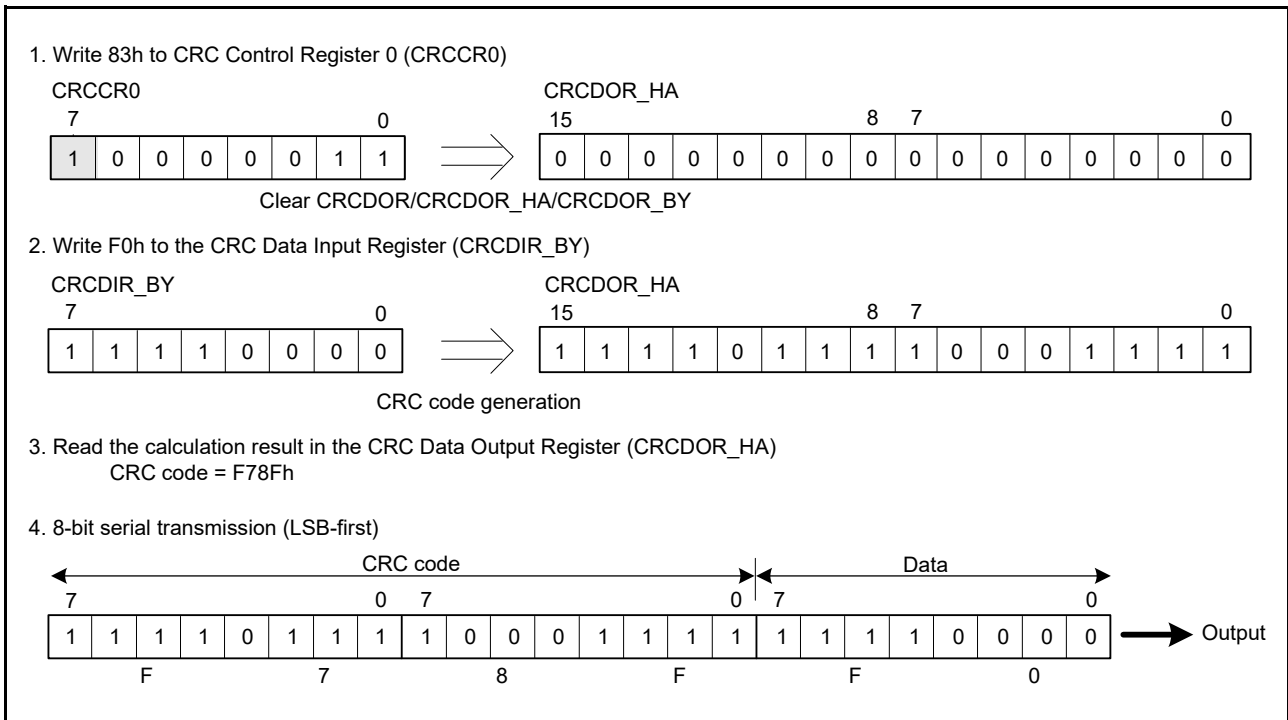 1. Write 83h to CRC Control Register 0 (CRCCR0)
CRCCR0 CRCDOR_HA
7 0 15 8 7 0
1 0 0 0 0 0 1 1 0 0 0 0 0 0 0 0 0 0 0 0 0 0 0 0
Clear CRCDOR/CRCDOR_HA/CRCDOR_BY
2. Write F0h to the CRC Data Input Register (CRCDIR_BY)
CRCDIR_BY CRCDOR_HA
7 0 15 8 7 0
1 1 1 1 0 0 0 0 1 1 1 1 0 1 1 1 1 0 0 0 1 1 1 1
CRC code generation
3. Read the calculation result in the CRC Data Output Register (CRCDOR_HA)
CRC code = F78Fh
4. 8-bit serial transmission (LSB-first)
CRC code Data
7 0 7 0 7 0
1 1 1 1 0 1 1 1 1 0 0 0 1 1 1 1 1 1 1 1 0 0 0 0 Output
F 7 8 F F 0